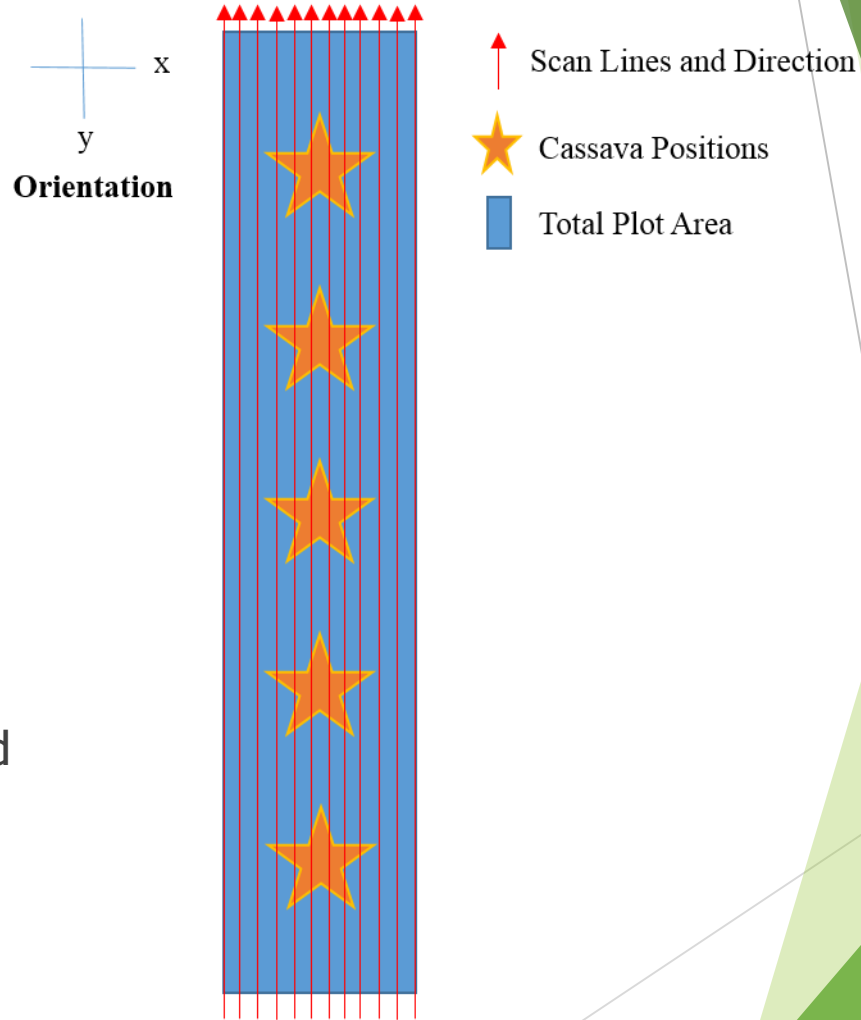 x
y
Orientation
Scan Lines and Direction
Cassava Positions
Total Plot Area
d